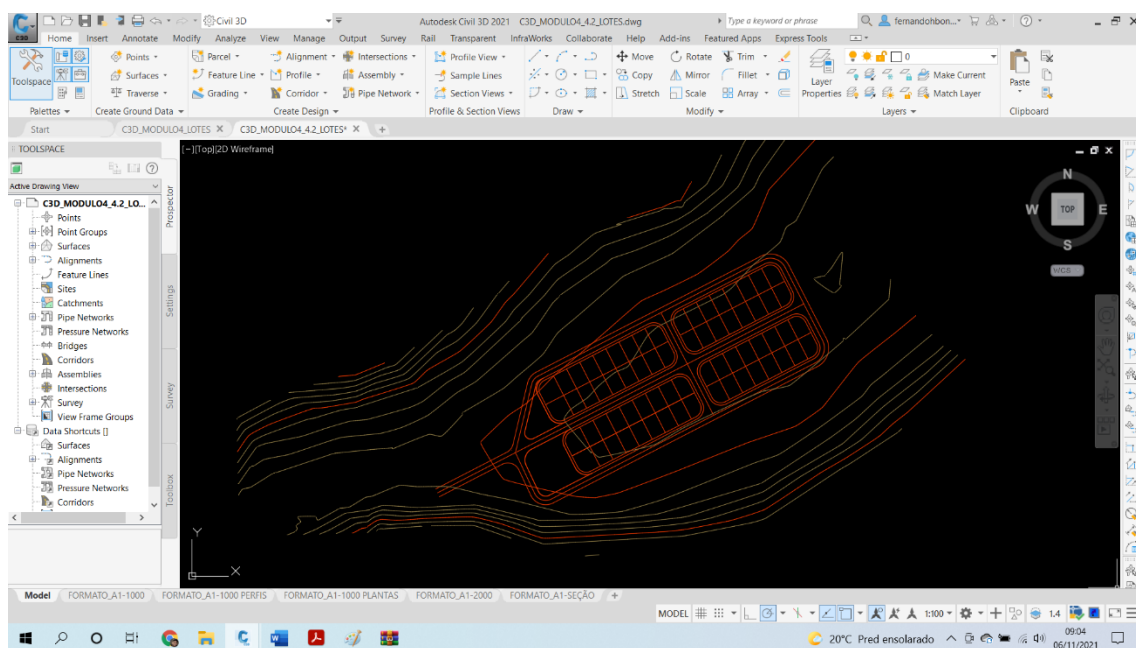 Civil 3D
Autodesk Civil 3D 2021 C3D_MODULO4_4.2_LOTES.dwg
Type a keyword or phrase
fernandohbon...
C3D
Home Insert Annotate Modify Analyze View Manage Output Survey Rail Transparent InfraWorks Collaborate Help Add-ins Featured Apps Express Tools
Points Parcel Alignment Intersections Profile View Move Rotate Trim 0
Toolspace Surfaces Feature Line Profile Assembly Sample Lines Copy Mirror Fillet Layer Properties Make Current Paste
Traverse Grading Corridor Pipe Network Section Views Stretch Scale Array Match Layer
Palettes Create Ground Data Create Design Profile & Section Views Draw Modify Layers Clipboard
Start C3D_MODULO4_LOTES C3D_MODULO4_4.2_LOTES*
TOOLSPACE
[−][Top][2D Wireframe]
Active Drawing View
C3D_MODULO4_4.2_LO...
Points
Point Groups
Surfaces
Alignments
Feature Lines
Sites
Catchments
Pipe Networks
Pressure Networks
Bridges
Corridors
Assemblies
Intersections
Survey
View Frame Groups
Data Shortcuts []
Surfaces
Alignments
Pipe Networks
Pressure Networks
Corridors
Prospector
Settings
Survey
Toolbox
N
W TOP E
S
WCS
Y
X
Model FORMATO_A1-1000 FORMATO_A1-1000 PERFIS FORMATO_A1-1000 PLANTAS FORMATO_A1-2000 FORMATO_A1-SEÇÃO
MODEL 1:100 1.4
20°C Pred ensolarado
09:04
06/11/2021